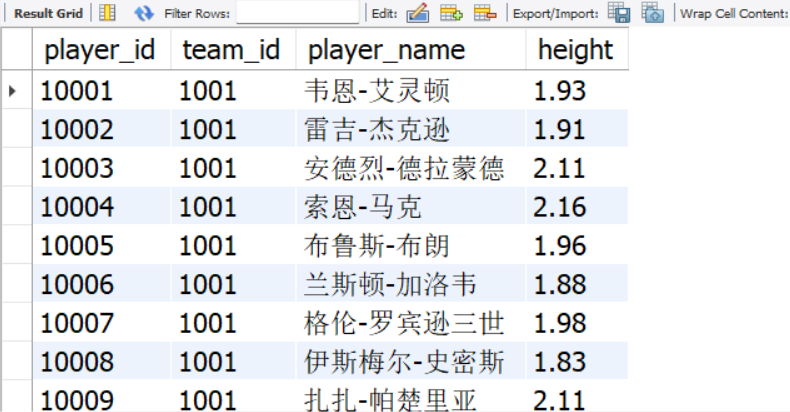 Result Grid Filter Rows: Edit: Export/Import: Wrap Cell Content:
player_id team_id player_name height
10001 1001 韦恩-艾灵顿 1.93
10002 1001 雷吉-杰克逊 1.91
10003 1001 安德烈-德拉蒙德 2.11
10004 1001 索恩-马克 2.16
10005 1001 布鲁斯-布朗 1.96
10006 1001 兰斯顿-加洛韦 1.88
10007 1001 格伦-罗宾逊三世 1.98
10008 1001 伊斯梅尔-史密斯 1.83
10009 1001 扎扎-帕楚里亚 2.11